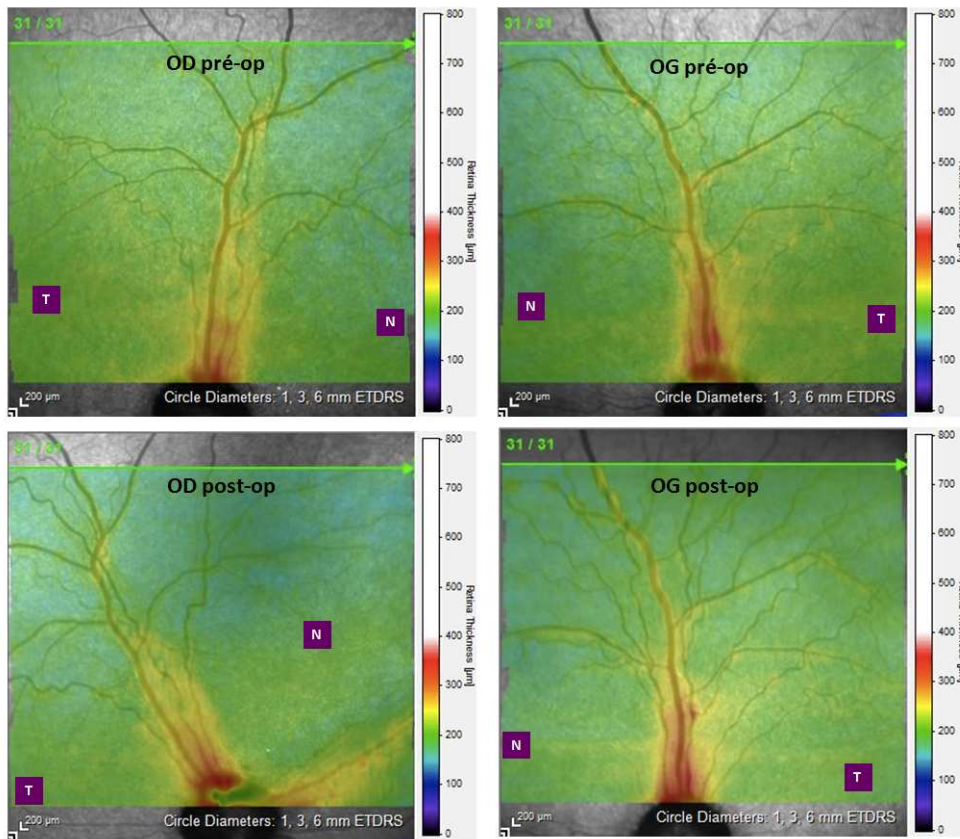 31 / 31
OD pré-op
T
N
200 µm
Circle Diameters: 1, 3, 6 mm ETDRS
800
700
600
500
400
300
200
100
0
Retina Thickness [µm]
31 / 31
OG pré-op
N
T
200 µm
Circle Diameters: 1, 3, 6 mm ETDRS
800
700
600
500
400
300
200
100
0
31 / 31
OD post-op
N
T
200 µm
Circle Diameters: 1, 3, 6 mm ETDRS
800
700
600
500
400
300
200
100
0
Retina Thickness [µm]
31 / 31
OG post-op
N
T
200 µm
Circle Diameters: 1, 3, 6 mm ETDRS
800
700
600
500
400
300
200
100
0